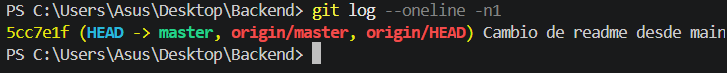 PS C:\Users\Asus\Desktop\Backend> git log --oneline -n1
5cc7e1f (HEAD -> master, origin/master, origin/HEAD) Cambio de readme desde main
PS C:\Users\Asus\Desktop\Backend>